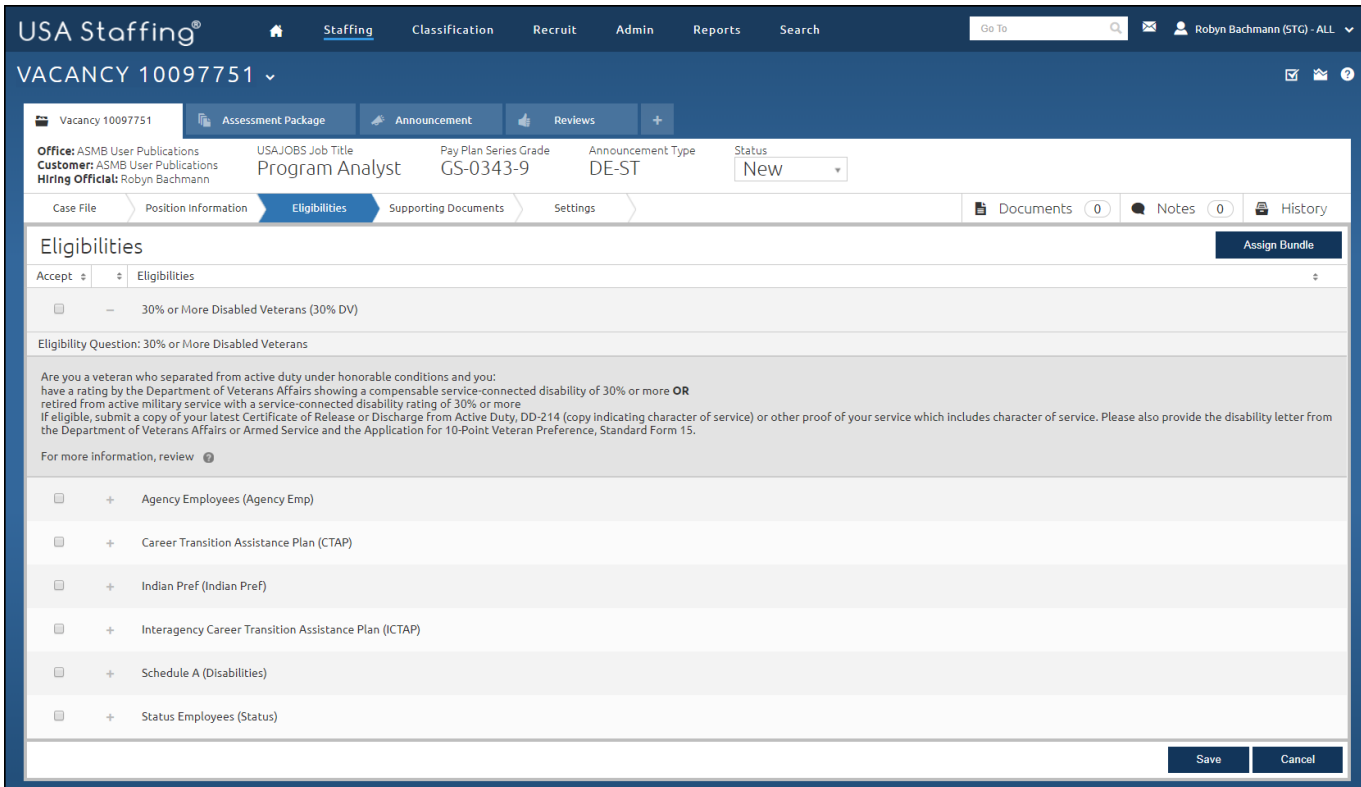 USA Staffing®
Staffing
Classification
Recruit
Admin
Reports
Search
Go To
Robyn Bachmann (STG) - ALL
VACANCY 10097751
Vacancy 10097751
Assessment Package
Announcement
Reviews
+
Office: ASMB User Publications
Customer: ASMB User Publications
Hiring Official: Robyn Bachmann
USAJOBS Job Title
Program Analyst
Pay Plan Series Grade
GS-0343-9
Announcement Type
DE-ST
Status
New
Case File
Position Information
Eligibilities
Supporting Documents
Settings
Documents 0
Notes 0
History
Eligibilities
Assign Bundle
Accept
Eligibilities
30% or More Disabled Veterans (30% DV)
Eligibility Question: 30% or More Disabled Veterans
Are you a veteran who separated from active duty under honorable conditions and you:
have a rating by the Department of Veterans Affairs showing a compensable service-connected disability of 30% or more OR
retired from active military service with a service-connected disability rating of 30% or more
If eligible, submit a copy of your latest Certificate of Release or Discharge from Active Duty, DD-214 (copy indicating character of service) or other proof of your service which includes character of service. Please also provide the disability letter from
the Department of Veterans Affairs or Armed Service and the Application for 10-Point Veteran Preference, Standard Form 15.
For more information, review
Agency Employees (Agency Emp)
Career Transition Assistance Plan (CTAP)
Indian Pref (Indian Pref)
Interagency Career Transition Assistance Plan (ICTAP)
Schedule A (Disabilities)
Status Employees (Status)
Save
Cancel